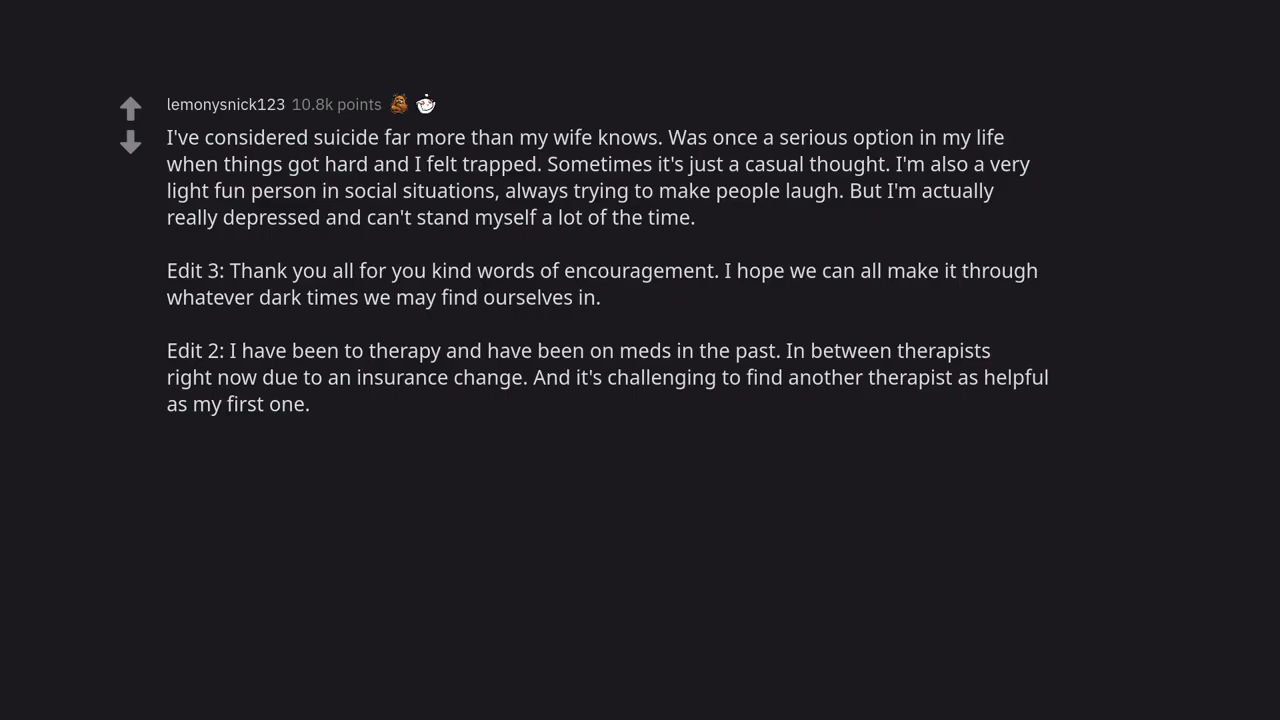 lemonysnick123 10.8k points
I've considered suicide far more than my wife knows. Was once a serious option in my life
when things got hard and I felt trapped. Sometimes it's just a casual thought. I'm also a very
light fun person in social situations, always trying to make people laugh. But I'm actually
really depressed and can't stand myself a lot of the time.
Edit 3: Thank you all for you kind words of encouragement. I hope we can all make it through
whatever dark times we may find ourselves in.
Edit 2: I have been to therapy and have been on meds in the past. In between therapists
right now due to an insurance change. And it's challenging to find another therapist as helpful
as my first one.